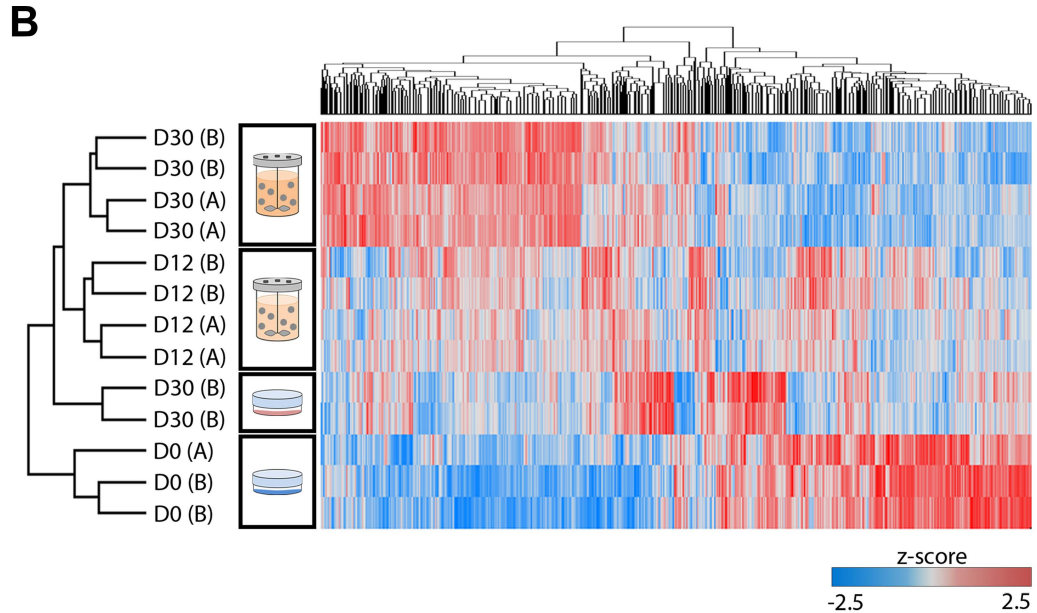 B
D30 (B)
D30 (B)
D30 (A)
D30 (A)
D12 (B)
D12 (B)
D12 (A)
D12 (A)
D30 (B)
D30 (B)
D0 (A)
D0 (B)
D0 (B)
z-score
-2.5 2.5